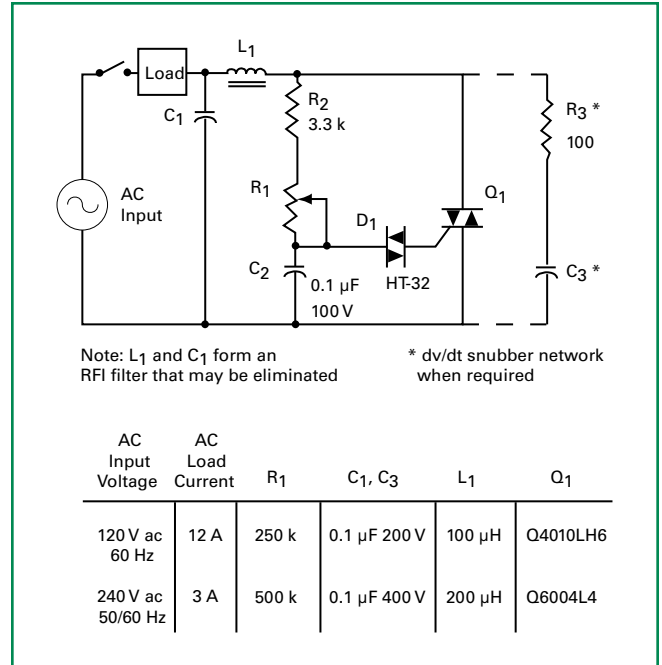 L1
Load
R2
3.3 k
C1
R3 *
100
R1
AC
Input
D1
Q1
C2
0.1 µF
100 V
HT-32
C3 *
Note: L1 and C1 form an
RFI filter that may be eliminated
* dv/dt snubber network
when required
AC
Input
Voltage
AC
Load
Current
R1
C1, C3
L1
Q1
120 V ac
60 Hz
12 A
250 k
0.1 µF 200 V
100 µH
Q4010LH6
240 V ac
50/60 Hz
3 A
500 k
0.1 µF 400 V
200 µH
Q6004L4